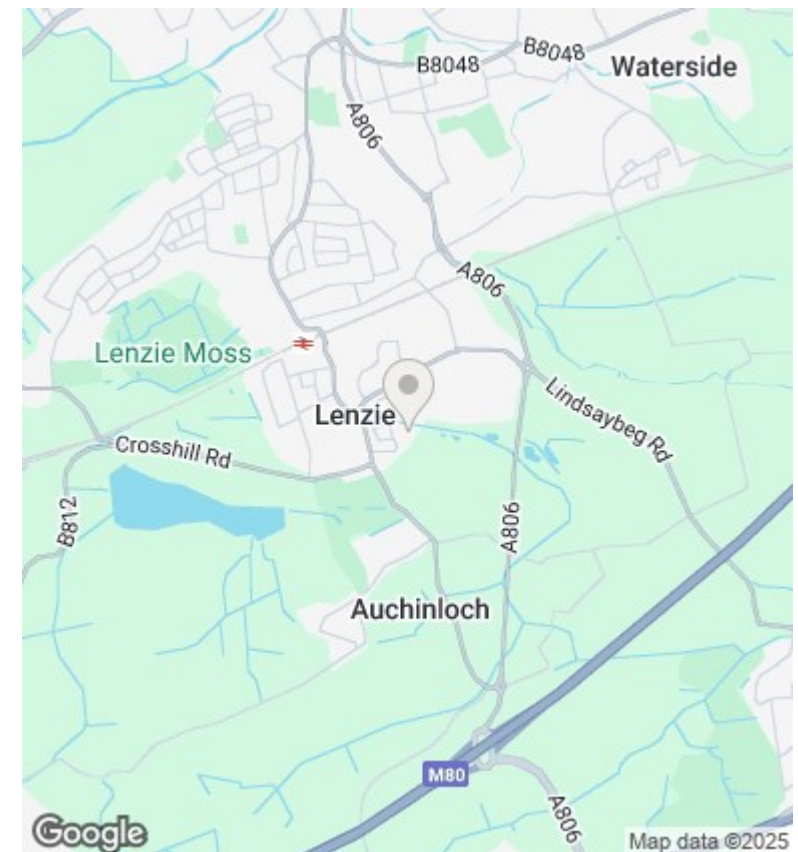 B8048
B8048
Waterside
A806
A806
Lenzie Moss
Lenzie
Lindsaybeg Rd
Crosshill Rd
B812
A806
Auchinloch
M80
A806
Google
Map data ©2025